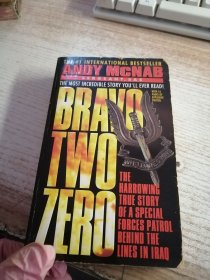 THE #1 INTERNATIONAL BESTSELLER
ANDY MCNAB
THE MOST INCREDIBLE STORY YOU'LL EVER READ!
BRAVO
TWO
ZERO
THE
HARROWING
TRUE STORY
OF A SPECIAL
FORCES PATROL
BEHIND THE
LINES IN IRAQ